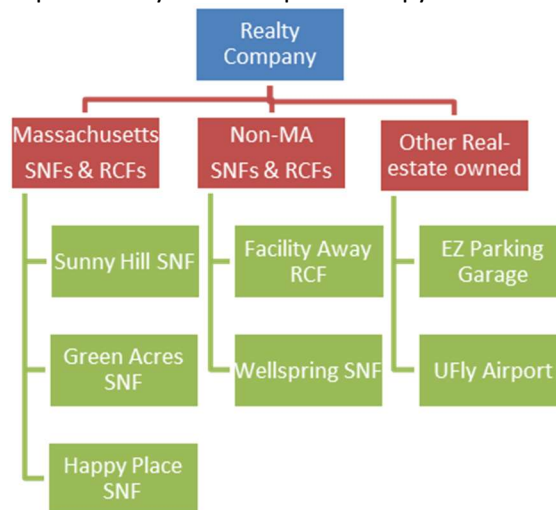 Realty
Company
Massachusetts
SNFs & RCFs
Non-MA
SNFs & RCFs
Other Real-
estate owned
Sunny Hill SNF
Facility Away
RCF
EZ Parking
Garage
Green Acres
SNF
Wellspring SNF
UFly Airport
Happy Place
SNF